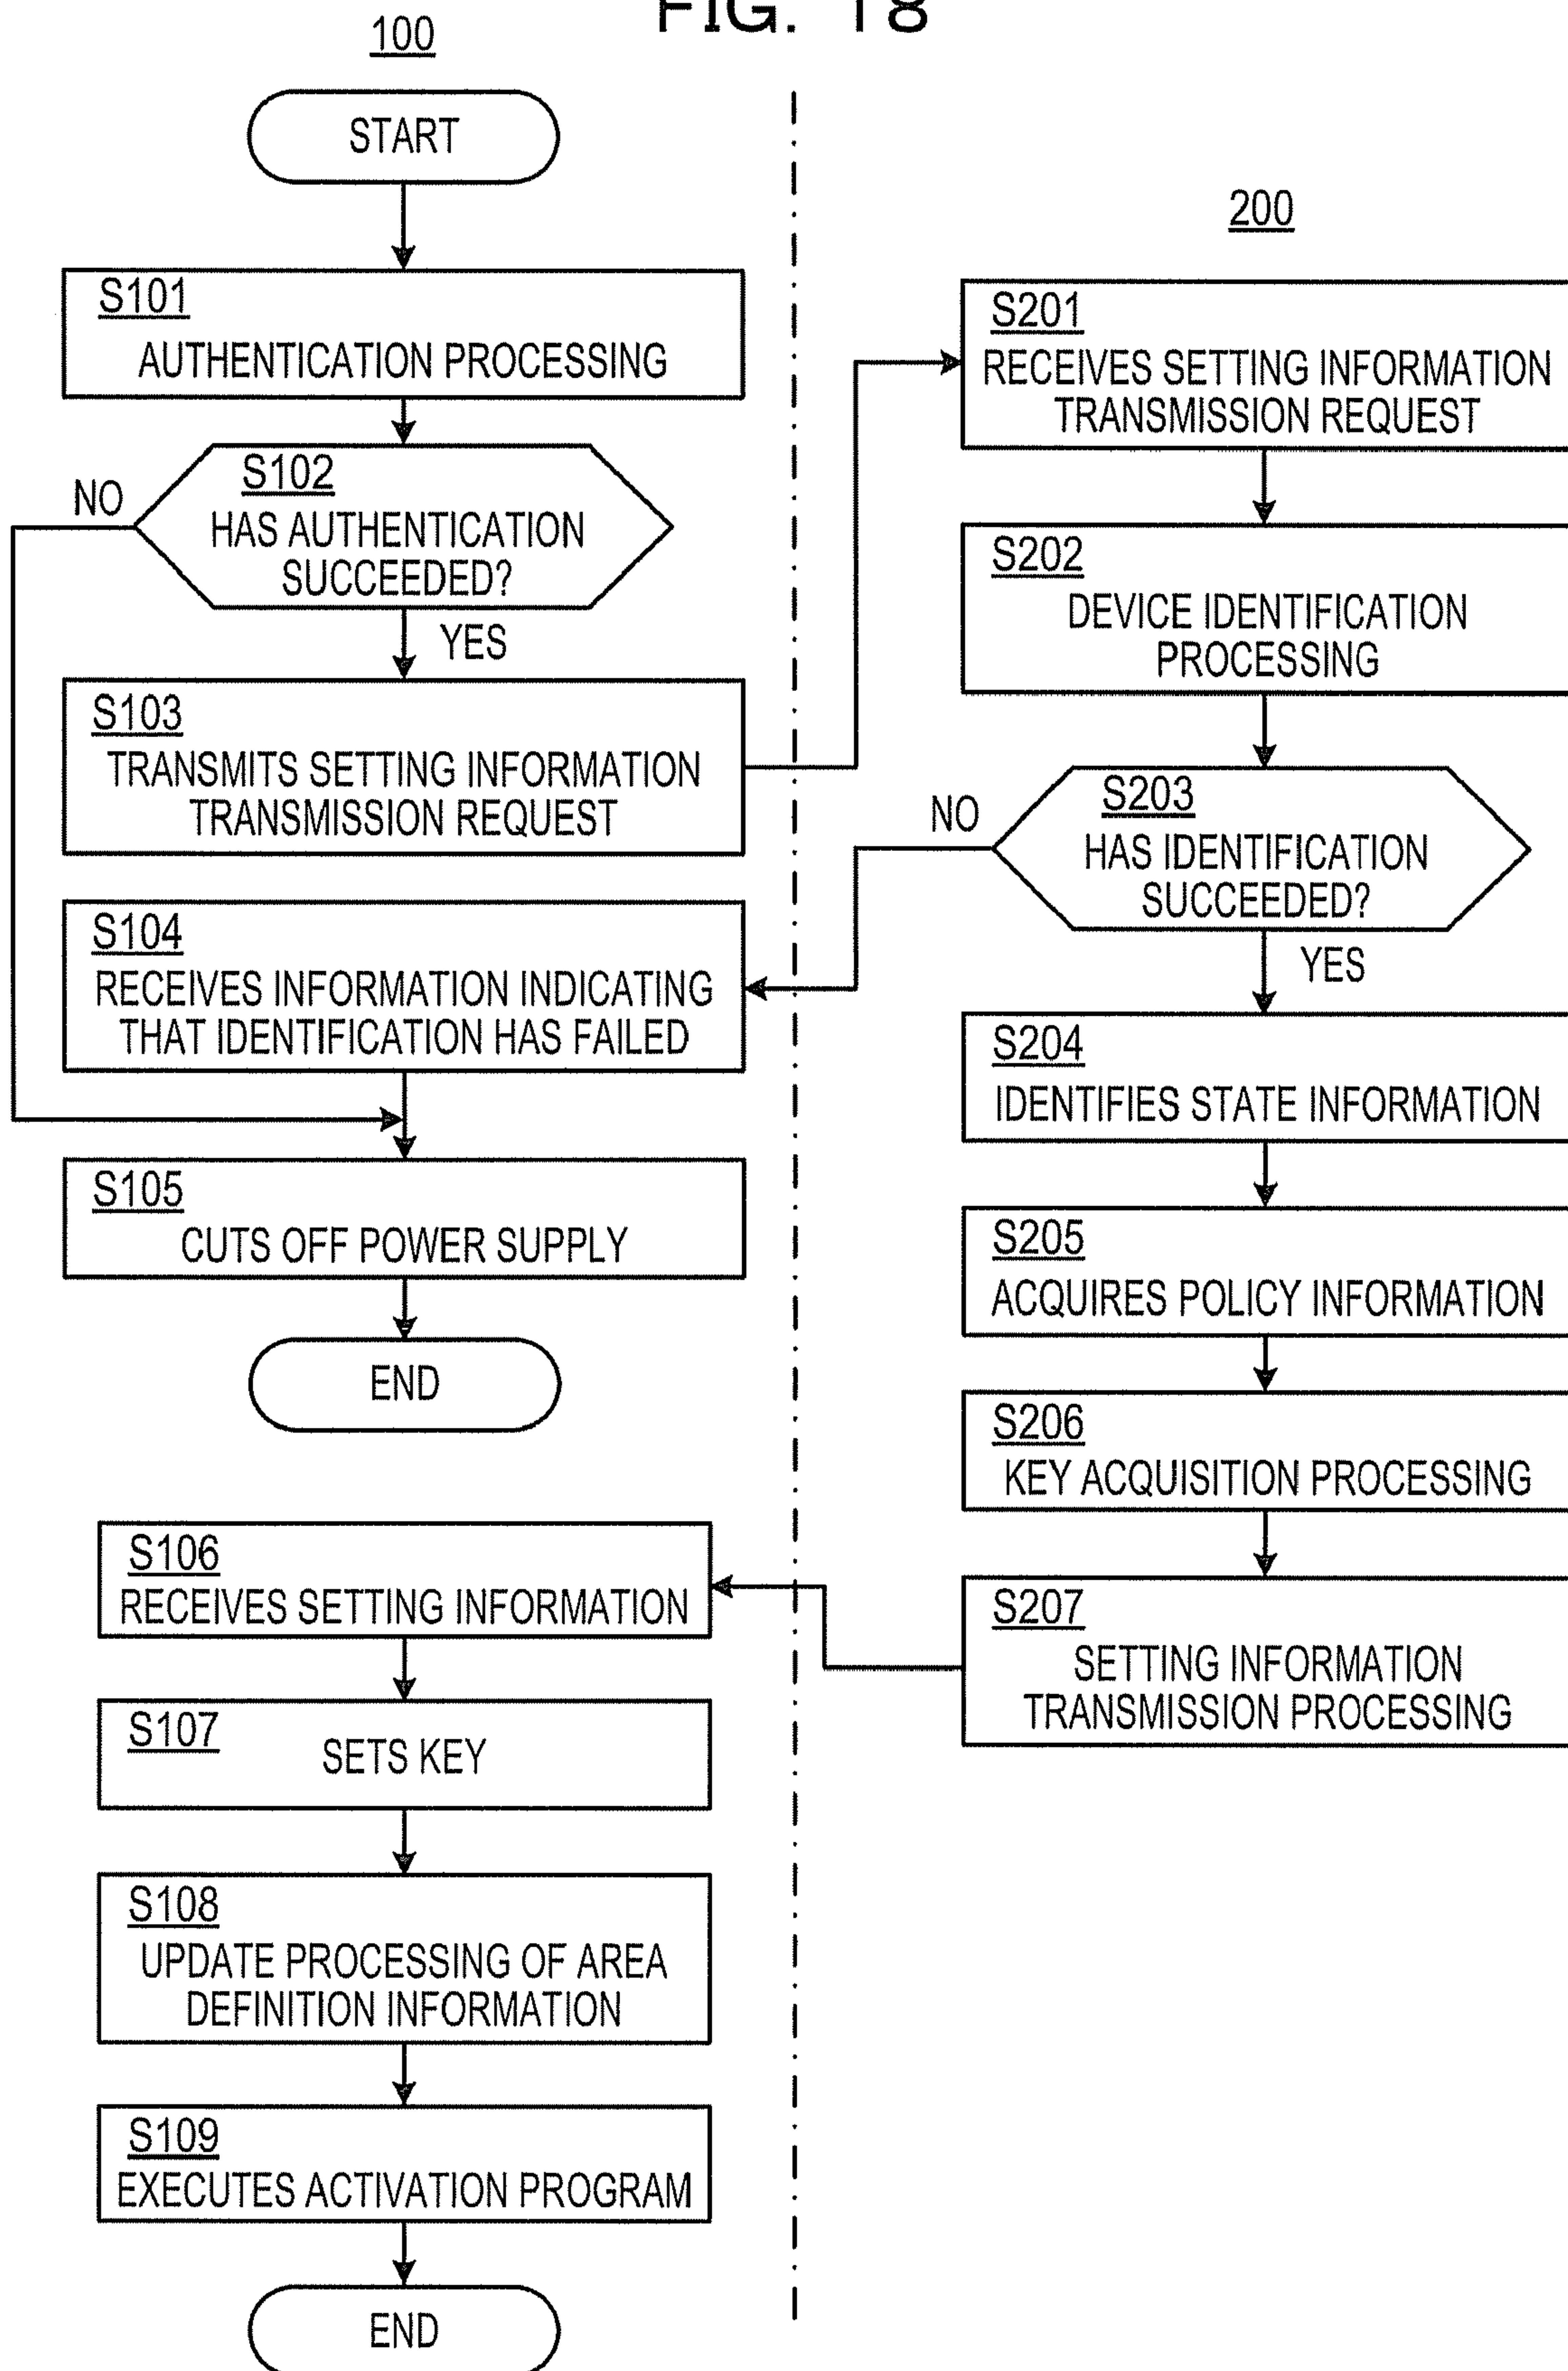 FIG. 18
100
START
S101
AUTHENTICATION PROCESSING
S102
HAS AUTHENTICATION
SUCCEEDED?
NO
YES
S103
TRANSMITS SETTING INFORMATION
TRANSMISSION REQUEST
S104
RECEIVES INFORMATION INDICATING
THAT IDENTIFICATION HAS FAILED
S105
CUTS OFF POWER SUPPLY
END
S106
RECEIVES SETTING INFORMATION
S107
SETS KEY
S108
UPDATE PROCESSING OF AREA
DEFINITION INFORMATION
S109
EXECUTES ACTIVATION PROGRAM
END
200
S201
RECEIVES SETTING INFORMATION
TRANSMISSION REQUEST
S202
DEVICE IDENTIFICATION
PROCESSING
S203
HAS IDENTIFICATION
SUCCEEDED?
NO
YES
S204
IDENTIFIES STATE INFORMATION
S205
ACQUIRES POLICY INFORMATION
S206
KEY ACQUISITION PROCESSING
S207
SETTING INFORMATION
TRANSMISSION PROCESSING